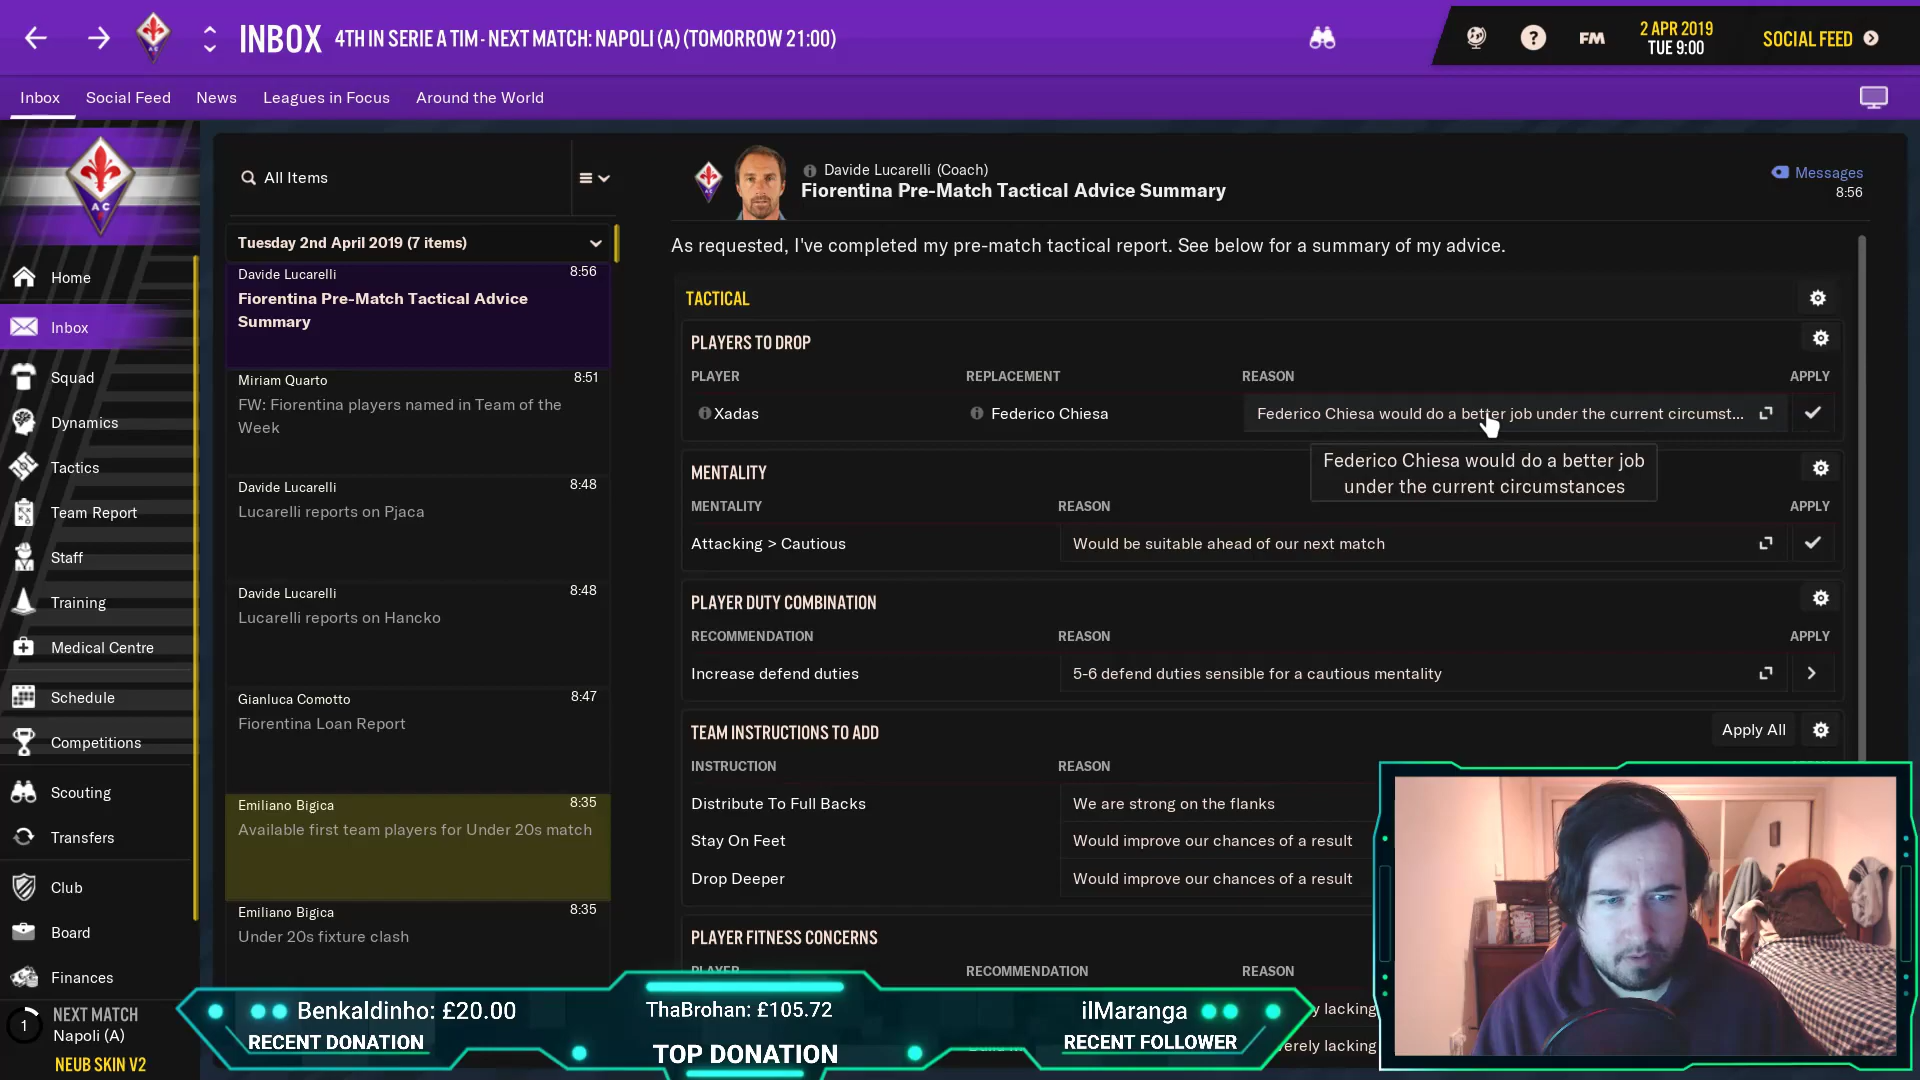 INBOX
4TH IN SERIE A TIM - NEXT MATCH: NAPOLI (A) (TOMORROW 21:00)
FM
2 APR 2019
TUE 9:00
SOCIAL FEED
Inbox
Social Feed
News
Leagues in Focus
Around the World
Home
Inbox
Squad
Dynamics
Tactics
Team Report
Staff
Training
Medical Centre
Schedule
Competitions
Scouting
Transfers
Club
Board
Finances
1
NEXT MATCH
Napoli (A)
NEUB SKIN V2
All Items
Tuesday 2nd April 2019 (7 items)
Davide Lucarelli 8:56
Fiorentina Pre-Match Tactical Advice
Summary
Miriam Quarto 8:51
FW: Fiorentina players named in Team of the
Week
Davide Lucarelli 8:48
Lucarelli reports on Pjaca
Davide Lucarelli 8:48
Lucarelli reports on Hancko
Gianluca Comotto 8:47
Fiorentina Loan Report
Emiliano Bigica 8:35
Available first team players for Under 20s match
Emiliano Bigica 8:35
Under 20s fixture clash
Davide Lucarelli (Coach)
Fiorentina Pre-Match Tactical Advice Summary
Messages
8:56
As requested, I've completed my pre-match tactical report. See below for a summary of my advice.
TACTICAL
PLAYERS TO DROP
PLAYER REPLACEMENT REASON APPLY
Xadas Federico Chiesa Federico Chiesa would do a better job under the current circumst...
Federico Chiesa would do a better job
under the current circumstances
MENTALITY
MENTALITY REASON APPLY
Attacking > Cautious Would be suitable ahead of our next match
PLAYER DUTY COMBINATION
RECOMMENDATION REASON APPLY
Increase defend duties 5-6 defend duties sensible for a cautious mentality
TEAM INSTRUCTIONS TO ADD Apply All
INSTRUCTION REASON
Distribute To Full Backs We are strong on the flanks
Stay On Feet Would improve our chances of a result
Drop Deeper Would improve our chances of a result
PLAYER FITNESS CONCERNS
PLAYER RECOMMENDATION REASON
lacking
lacking
Benkaldinho: £20.00
RECENT DONATION
ThaBrohan: £105.72
TOP DONATION
ilMaranga
RECENT FOLLOWER